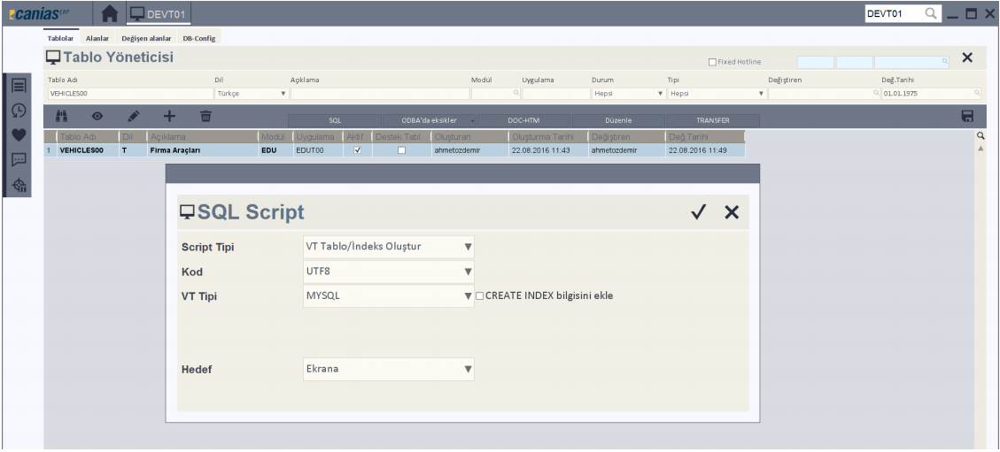 canias ERP DEVT01 DEVT01
Tablolar Alanlar Değişen alanlar DB-Config
Tablo Yöneticisi Fixed Hotline
Tablo Adı Dil Açıklama Modül Uygulama Durum Tipi Değiştiren Değ.Tarihi
VEHICLES00 Türkçe Hepsi Hepsi 01.01.1975
SQL ODBA'da eksikler DOC-HTM Düzenle TRANSFER
Tablo Adı Dil Açıklama Modül Uygulama Aktif Destek Tabl. Oluşturan Oluşturma Tarihi Değiştiren Değ Tarihi
1 VEHICLES00 T Firma Araçları EDU EDUT00 ahmetozdemir 22.08.2016 11:43 ahmetozdemir 22.08.2016 11:49
SQL Script
Script Tipi VT Tablo/İndeks Oluştur
Kod UTF8
VT Tipi MYSQL CREATE INDEX bilgisini ekle
Hedef Ekrana